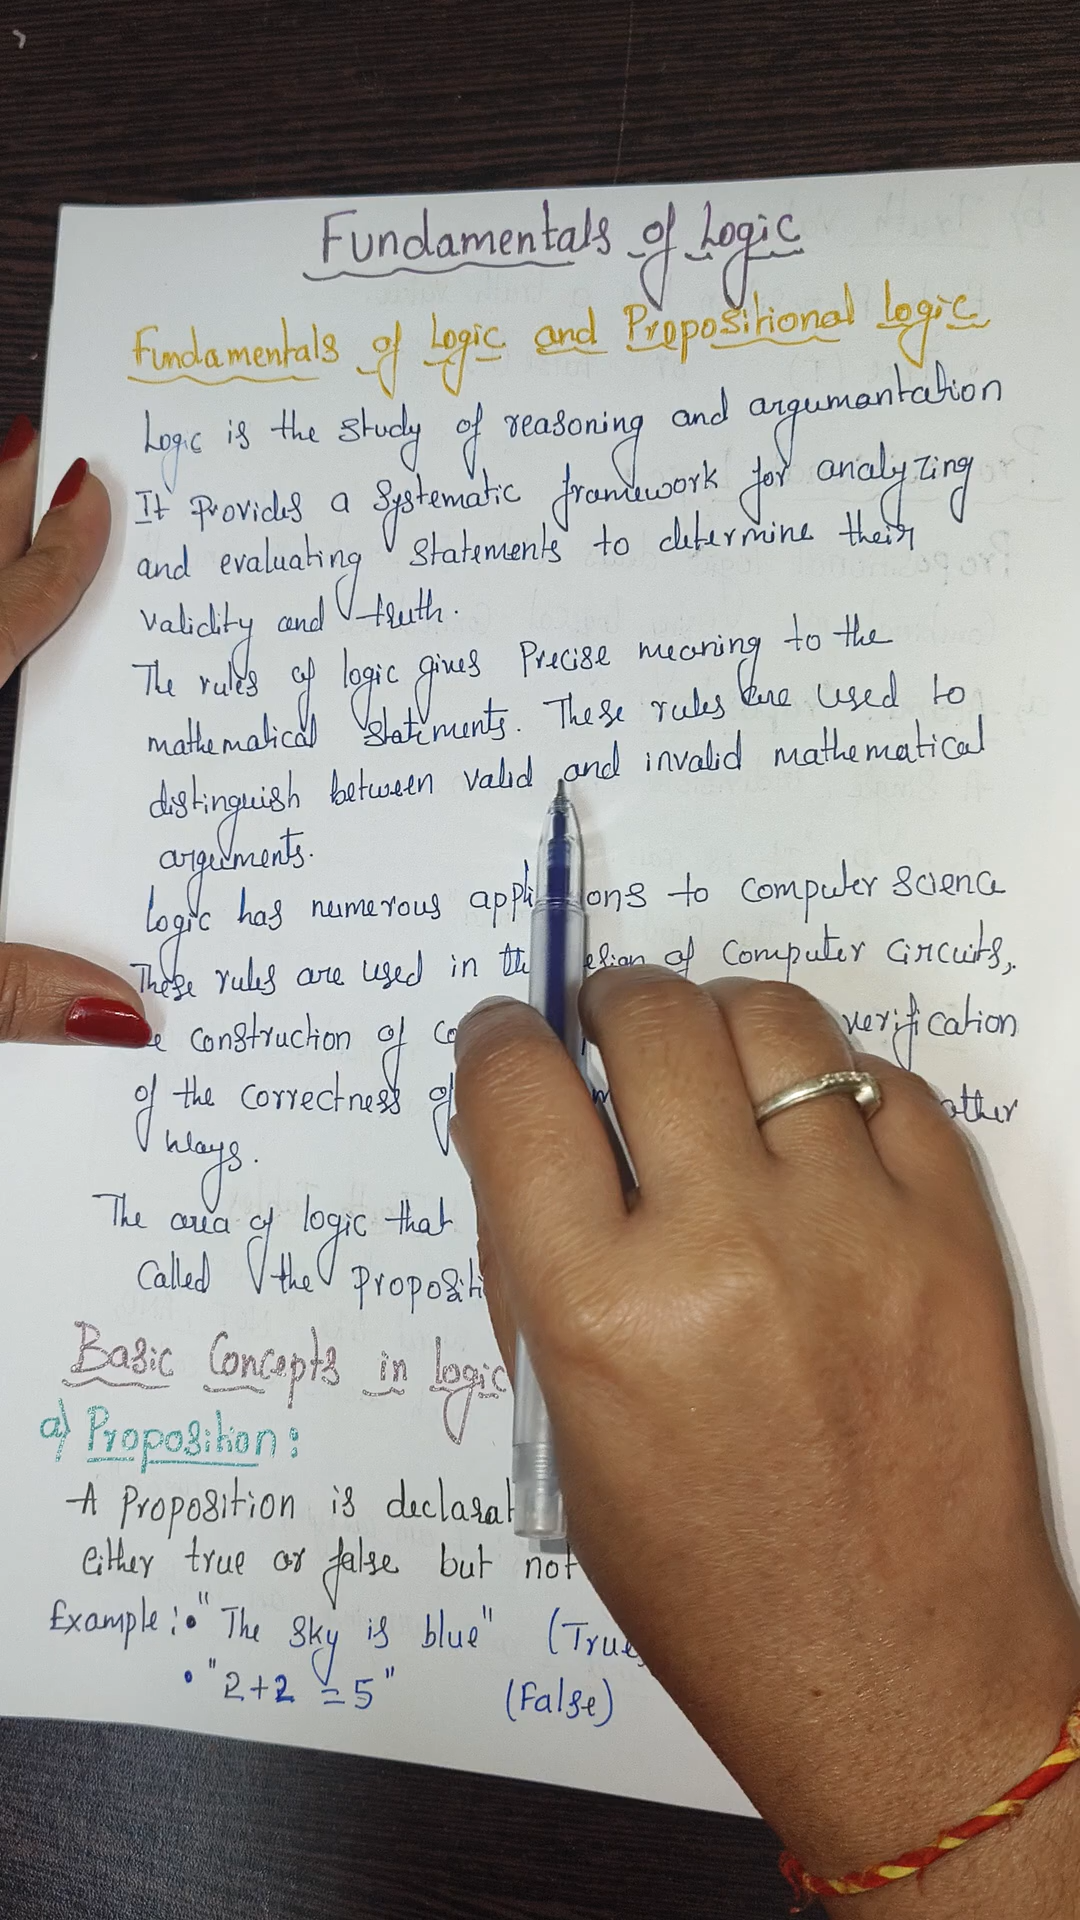 Fundamentals of Logic
Fundamentals of Logic and Propositional Logic
Logic is the study of reasoning and argumantation
It Provides a Systematic framework for analyzing
and evaluating Statements to determine their
validity and truth.
The rules of logic gives Precise meaning to the
mathematical Statements. These rules are used to
distinguish between valid and invalid mathematical
arguments.
Logic has numerous to Computer Science
These rules are used in of Computer Circuits,
construction of verification
of the correctness of other
ways.
The area of logic that
Called the
Basic Concepts in logic
a) Proposition:
A Proposition is
Either true or false but not
Example: • "The Sky is blue" (True
• "2+2 = 5" (False)